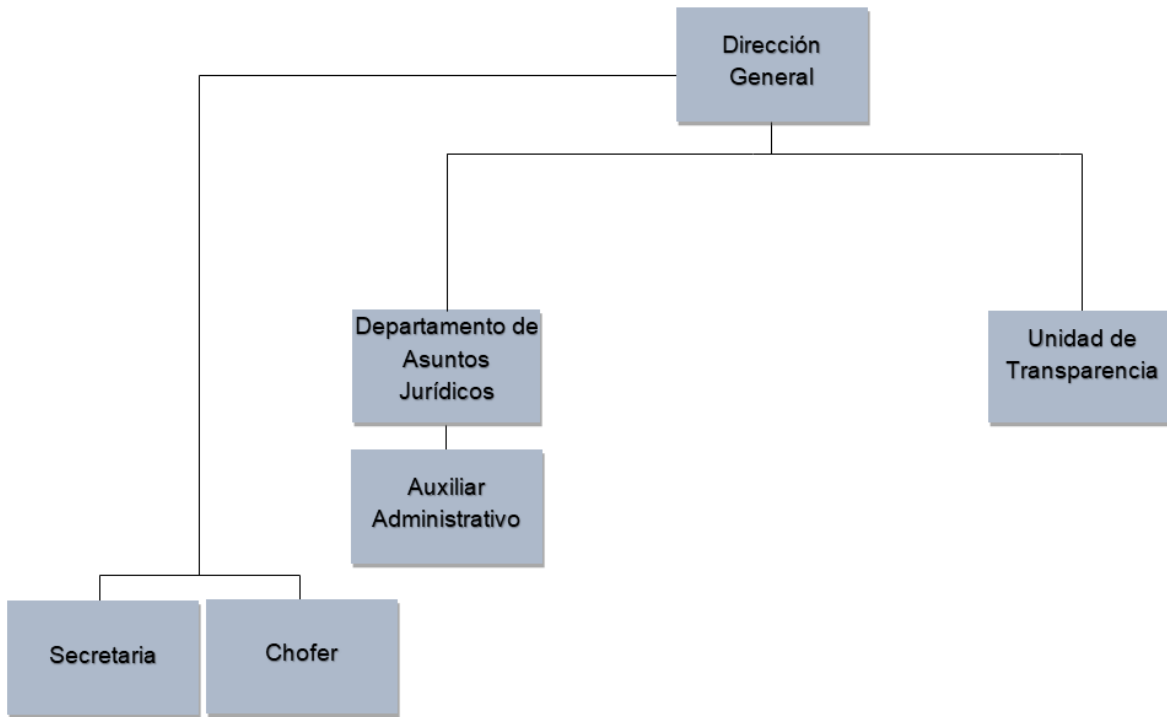 Dirección
General
Departamento de
Asuntos
Jurídicos
Unidad de
Transparencia
Auxiliar
Administrativo
Secretaria
Chofer